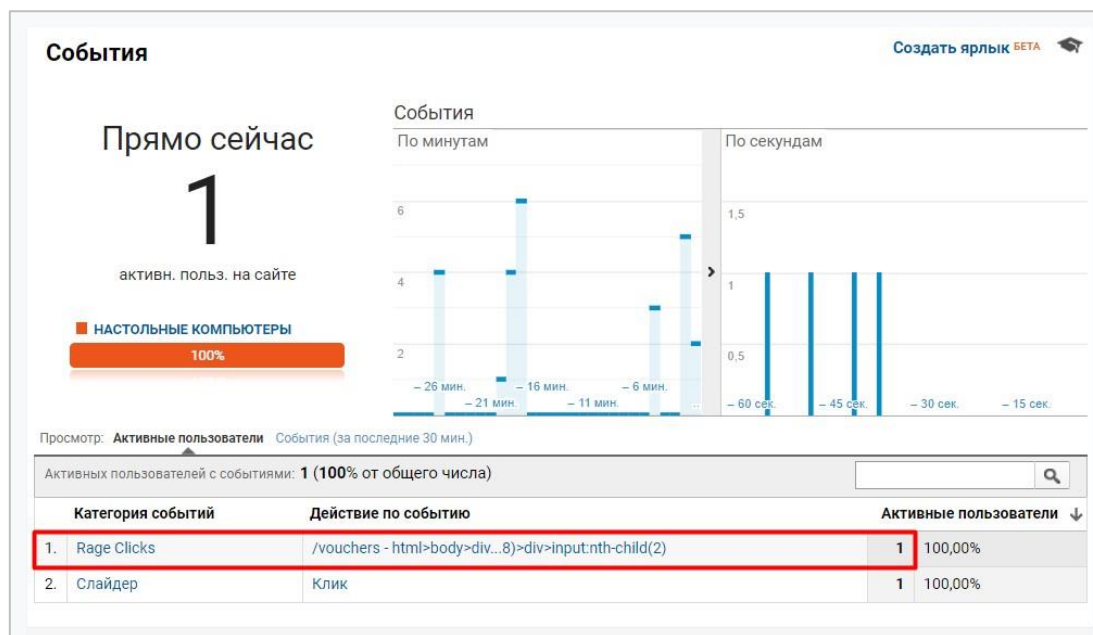 События
Создать ярлык БЕТА
Прямо сейчас
1
активн. польз. на сайте
НАСТОЛЬНЫЕ КОМПЬЮТЕРЫ
100%
События
По минутам
6
4
2
– 26 мин.
– 21 мин.
– 16 мин.
– 11 мин.
– 6 мин.
...
По секундам
1,5
1
0,5
– 60 сек.
– 45 сек.
– 30 сек.
– 15 сек.
Просмотр: Активные пользователи События (за последние 30 мин.)
Активных пользователей с событиями: 1 (100% от общего числа)
Категория событий Действие по событию Активные пользователи
1. Rage Clicks /vouchers - html>body>div...8)>div>input:nth-child(2) 1 100,00%
2. Слайдер Клик 1 100,00%